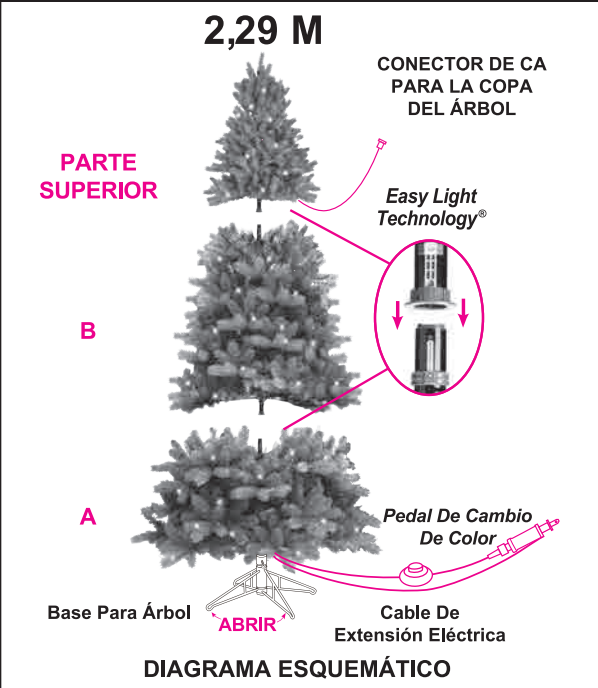 2,29 M
CONECTOR DE CA
PARA LA COPA
DEL ÁRBOL
PARTE
SUPERIOR
Easy Light
Technology®
B
A
Pedal De Cambio
De Color
Base Para Árbol
ABRIR
Cable De
Extensión Eléctrica
DIAGRAMA ESQUEMÁTICO